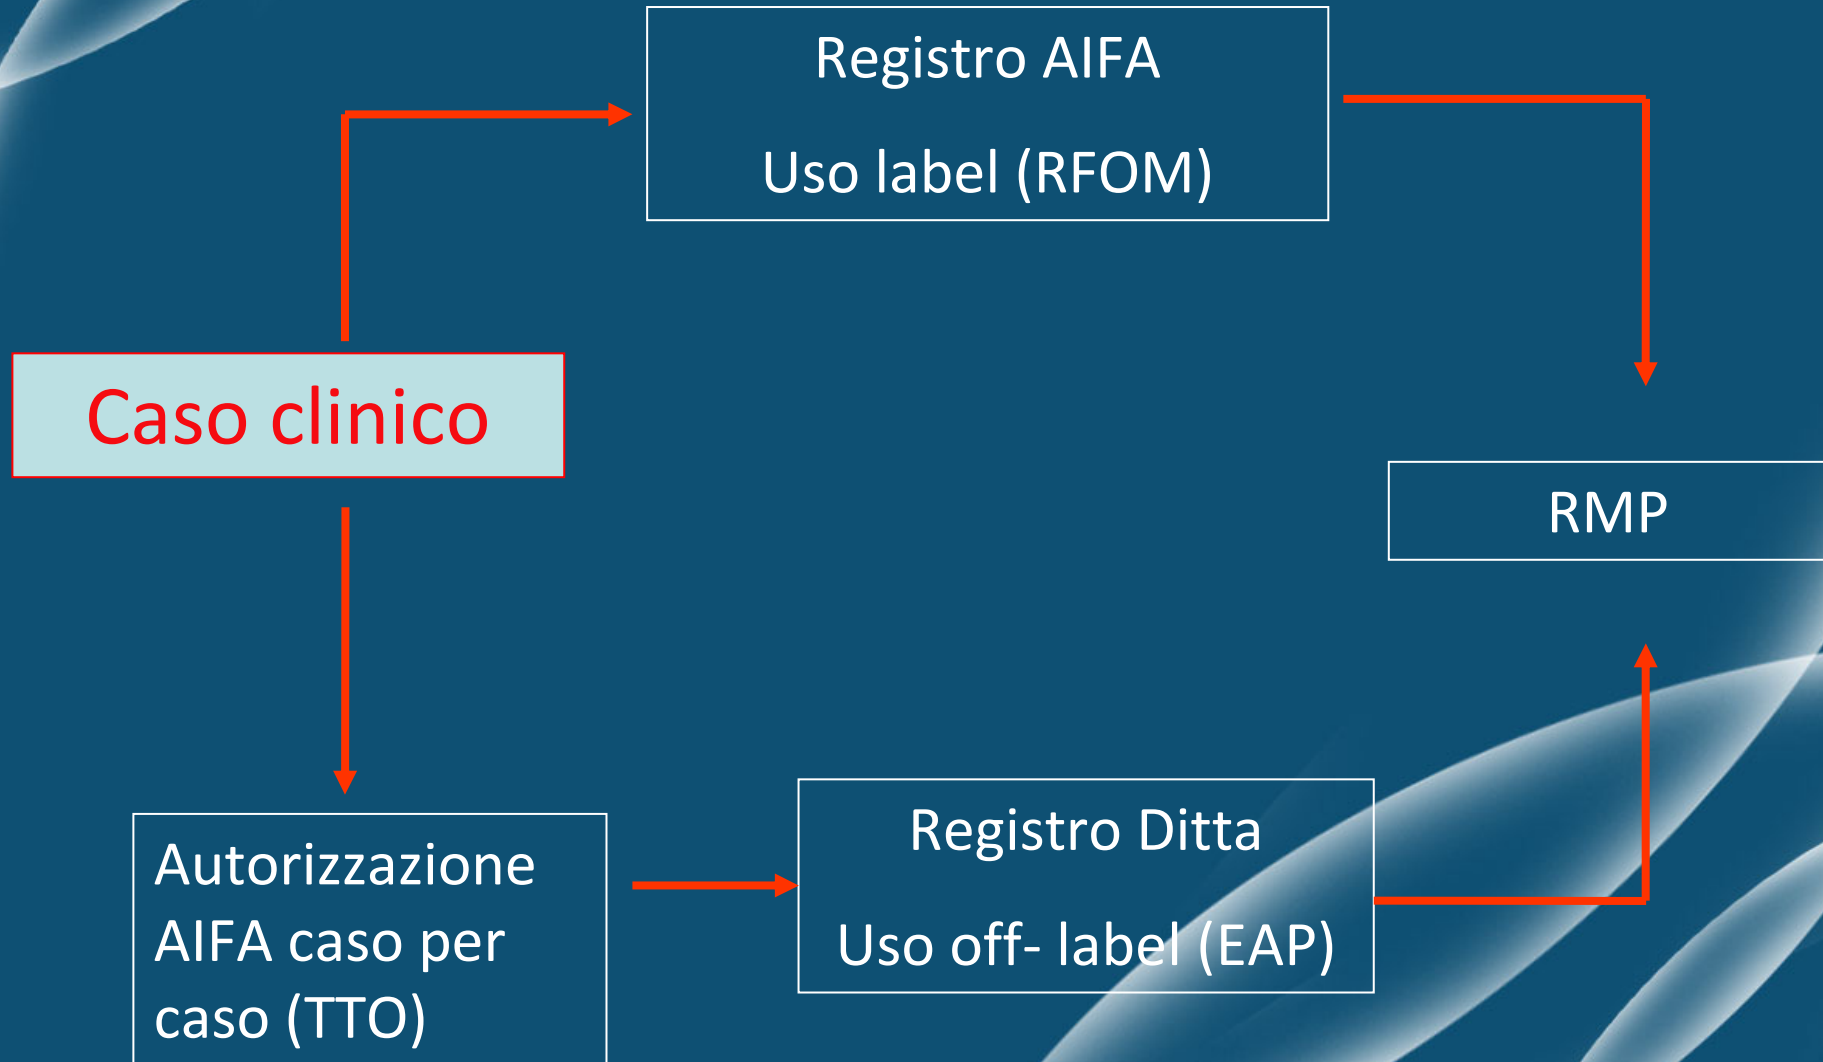 Registro AIFA
Uso label (RFOM)
Caso clinico
RMP
Autorizzazione
AIFA caso per
caso (TTO)
Registro Ditta
Uso off- label (EAP)